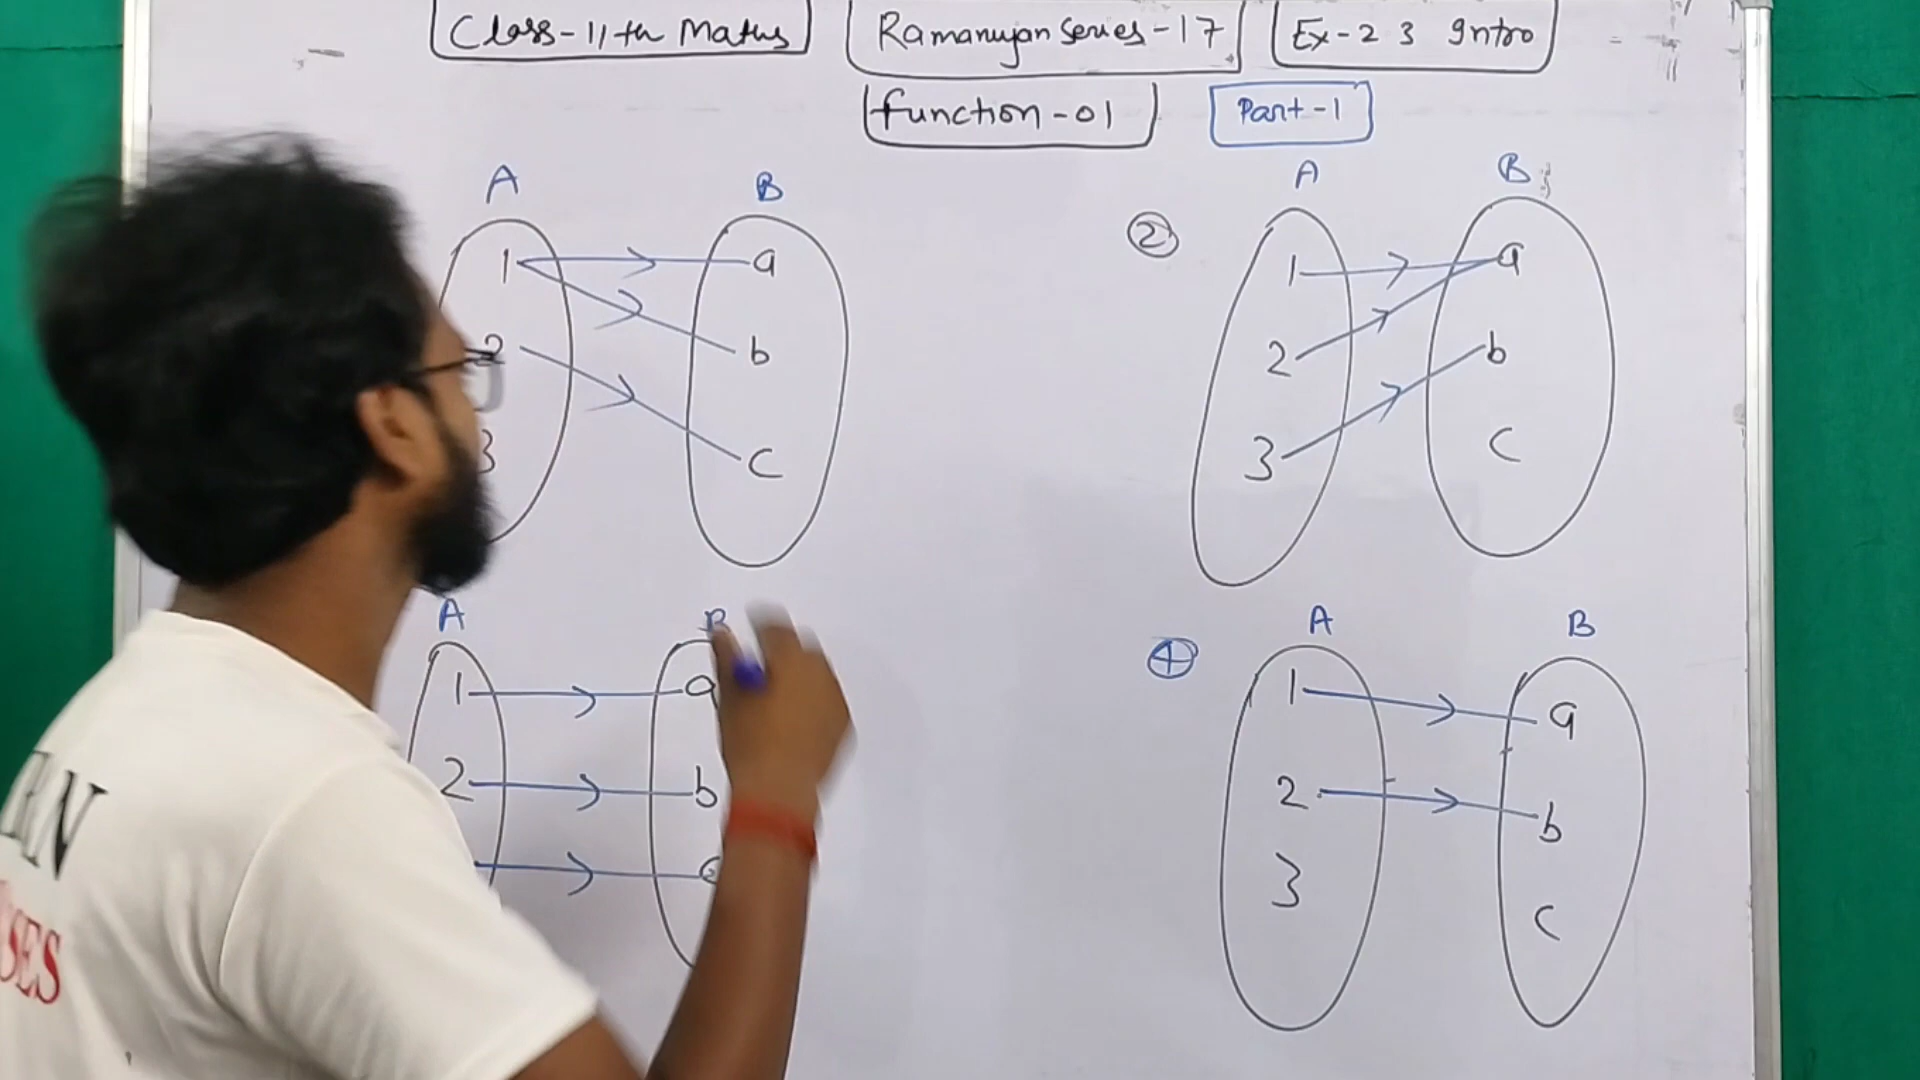 Class-11th Maths
Ramanujan Series-17
Ex-2 3 Intro
function-01
Part-1
A B
1 a
2 b
3 c
②
A B
1 a
2 b
3 c
A B
1 a
2 b
④
A B
1 a
2 b
3 c